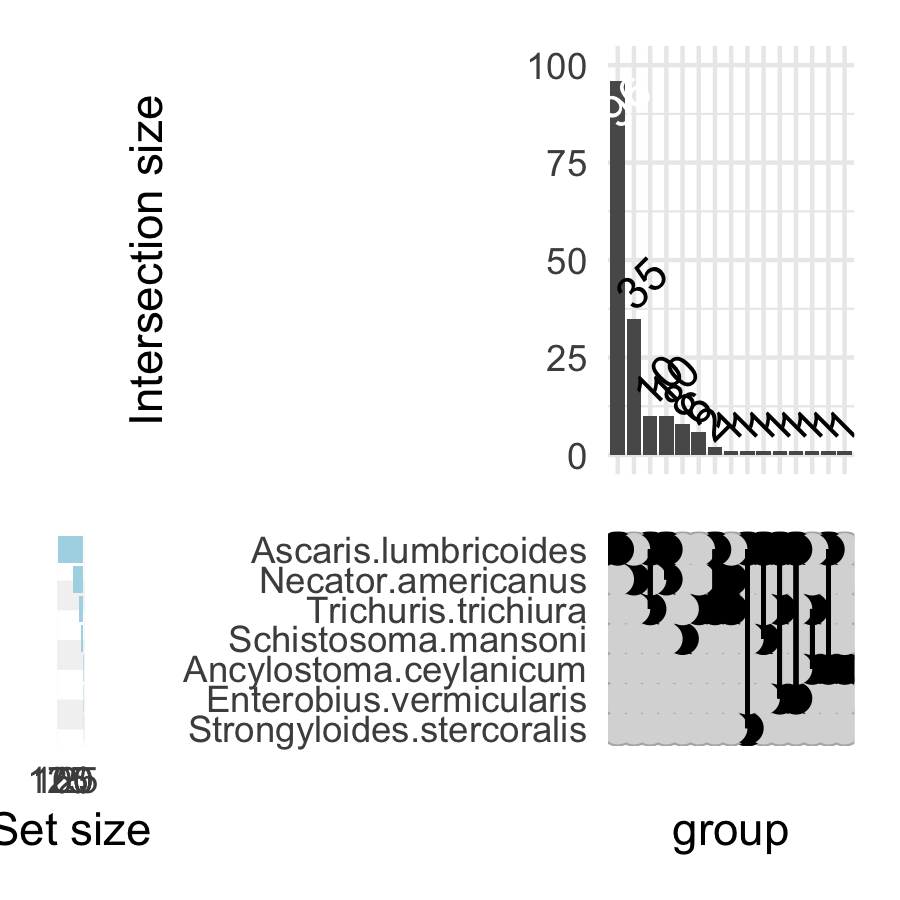 Intersection size
100
75
50
25
0
96
35
Ascaris.lumbricoides
Necator.americanus
Trichuris.trichiura
Schistosoma.mansoni
Ancylostoma.ceylanicum
Enterobius.vermicularis
Strongyloides.stercoralis
Set size
group